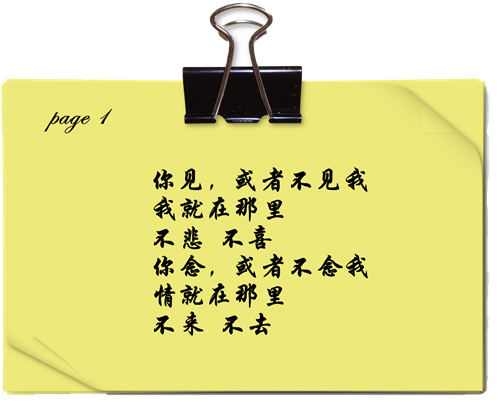 page 1
你见，或者不见我
我就在那里
不悲 不喜
你念，或者不念我
情就在那里
不来 不去